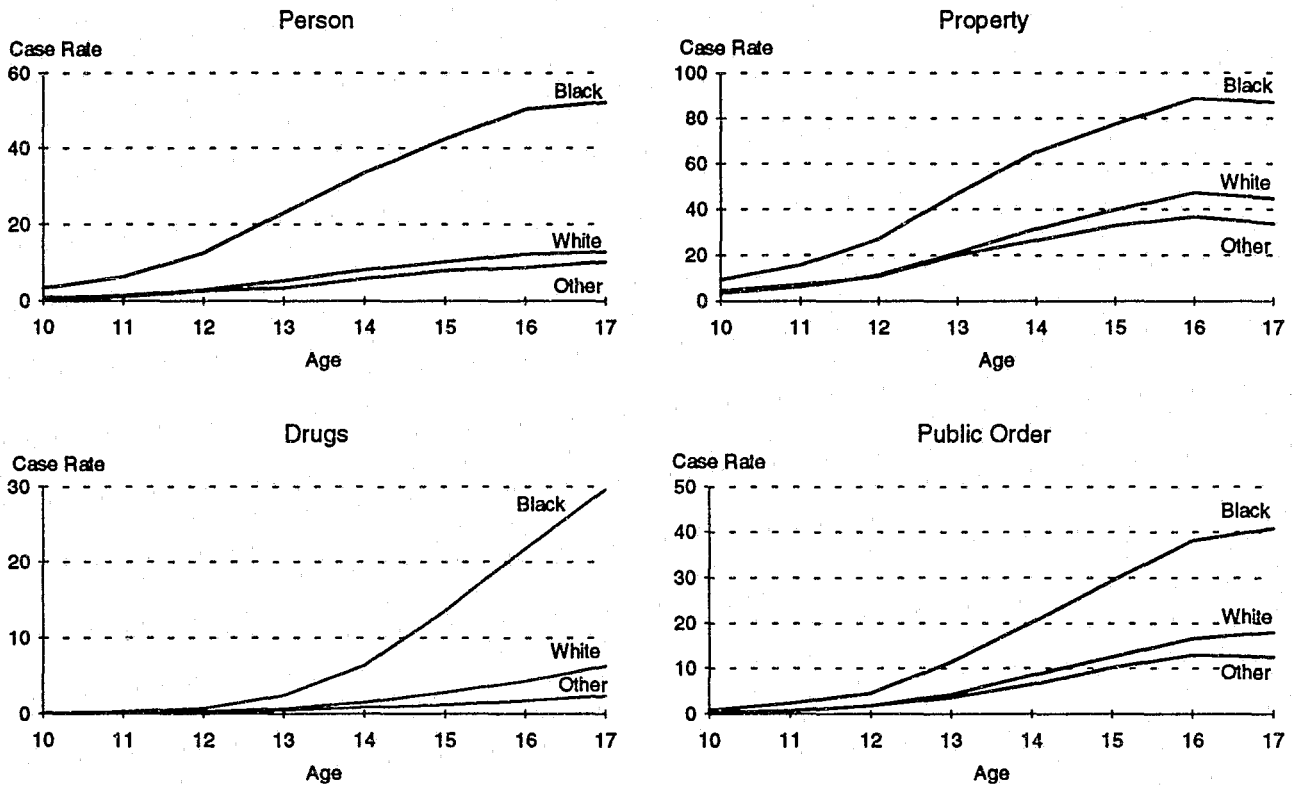 Person
Case Rate
60
40
20
0
Black
White
Other
10 11 12 13 14 15 16 17
Age
Property
Case Rate
100
80
60
40
20
0
Black
White
Other
10 11 12 13 14 15 16 17
Age
Drugs
Case Rate
30
20
10
0
Black
White
Other
10 11 12 13 14 15 16 17
Age
Public Order
Case Rate
50
40
30
20
10
0
Black
White
Other
10 11 12 13 14 15 16 17
Age